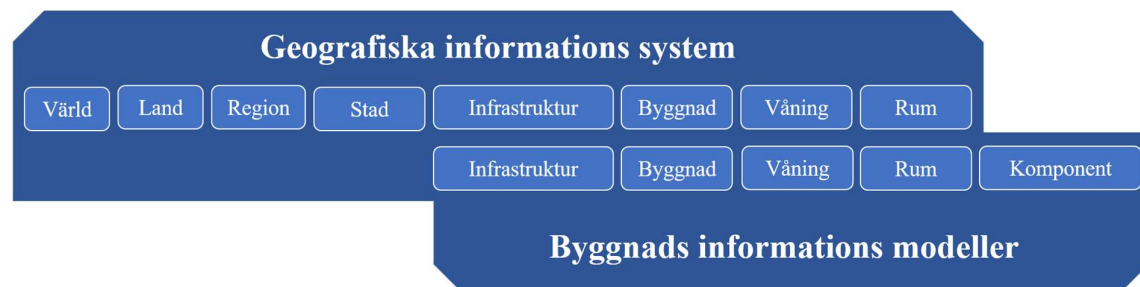 Geografiska informations system
Värld Land Region Stad Infrastruktur Byggnad Våning Rum
Infrastruktur Byggnad Våning Rum Komponent
Byggnads informations modeller